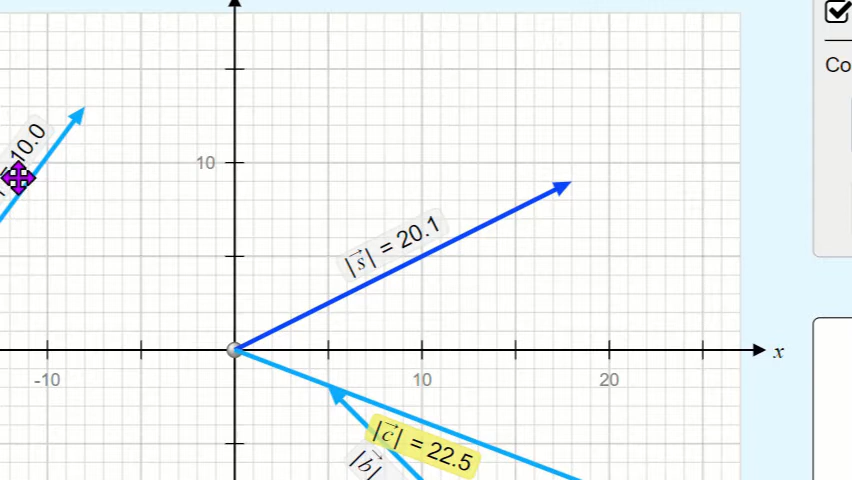 Co
10.0
10
|s⃗| = 20.1
x
-10
10
20
|c⃗| = 22.5
|b⃗|